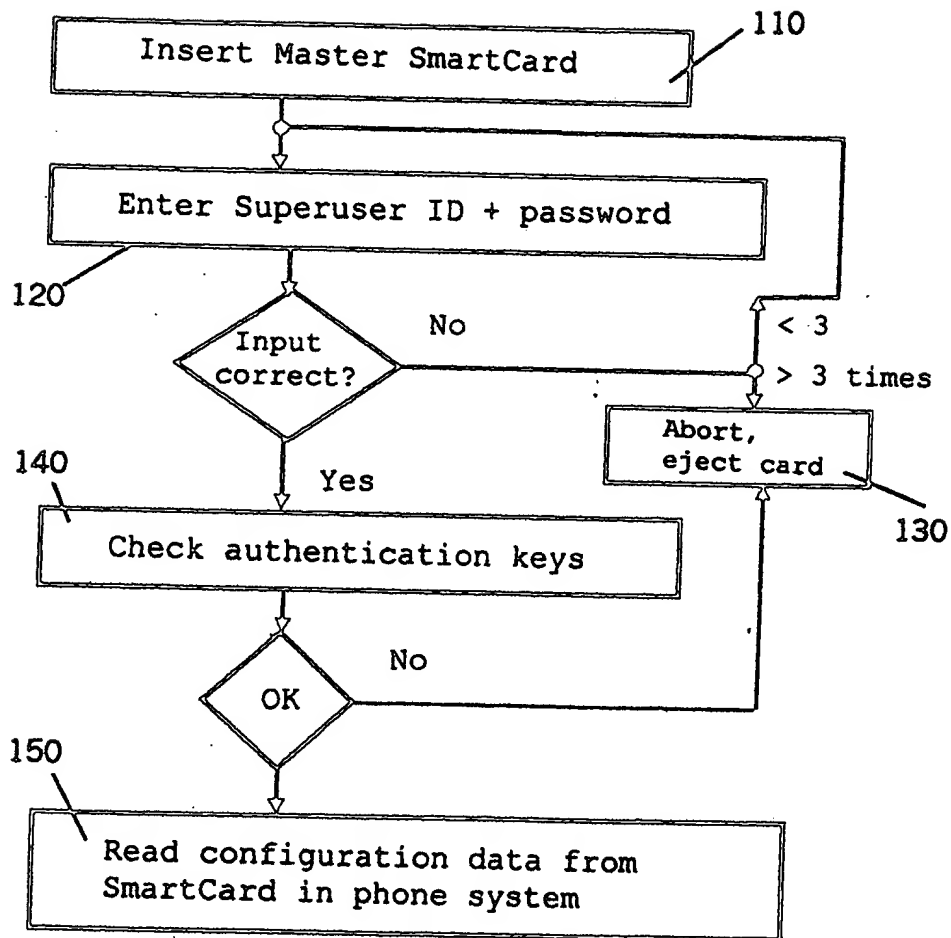 110
Insert Master SmartCard
Enter Superuser ID + password
120
No
< 3
Input
correct?
> 3 times
Abort,
eject card
140
Yes
130
Check authentication keys
No
OK
150
Read configuration data from
SmartCard in phone system